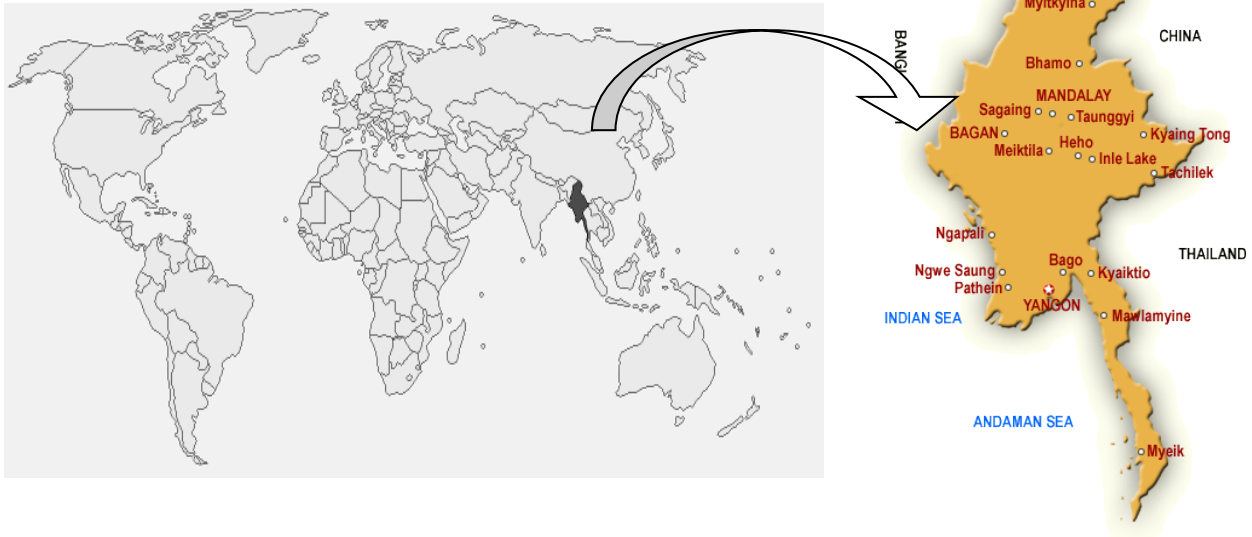 Myitkyina
CHINA
BANGL
Bhamo
MANDALAY
Sagaing
Taunggyi
BAGAN
Kyaing Tong
Heho
Meiktila
Inle Lake
Tachilek
Ngapali
THAILAND
Bago
Ngwe Saung
Kyaiktio
Pathein
YANGON
INDIAN SEA
Mawlamyine
ANDAMAN SEA
Myeik